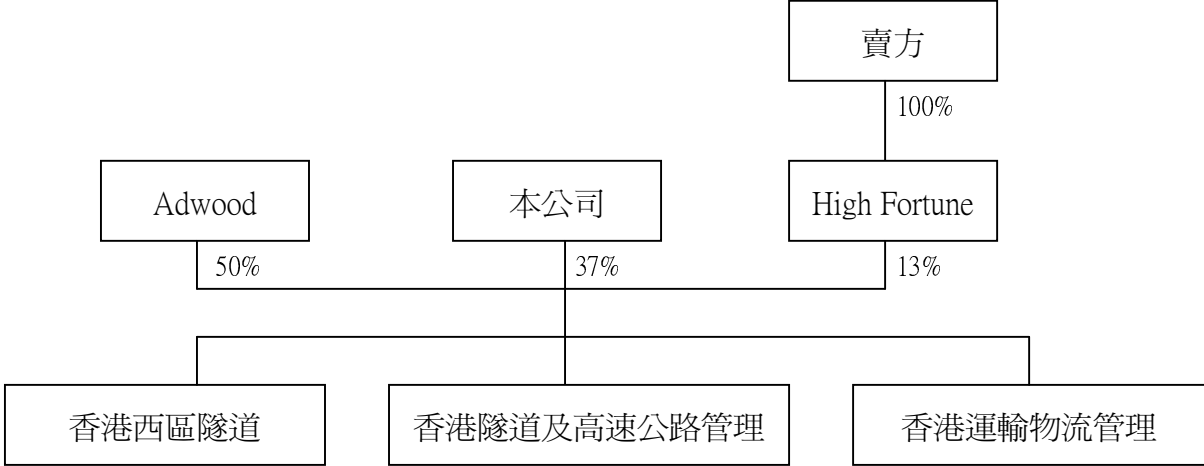 賣方
100%
Adwood
本公司
High Fortune
50%
37%
13%
香港西區隧道
香港隧道及高速公路管理
香港運輸物流管理